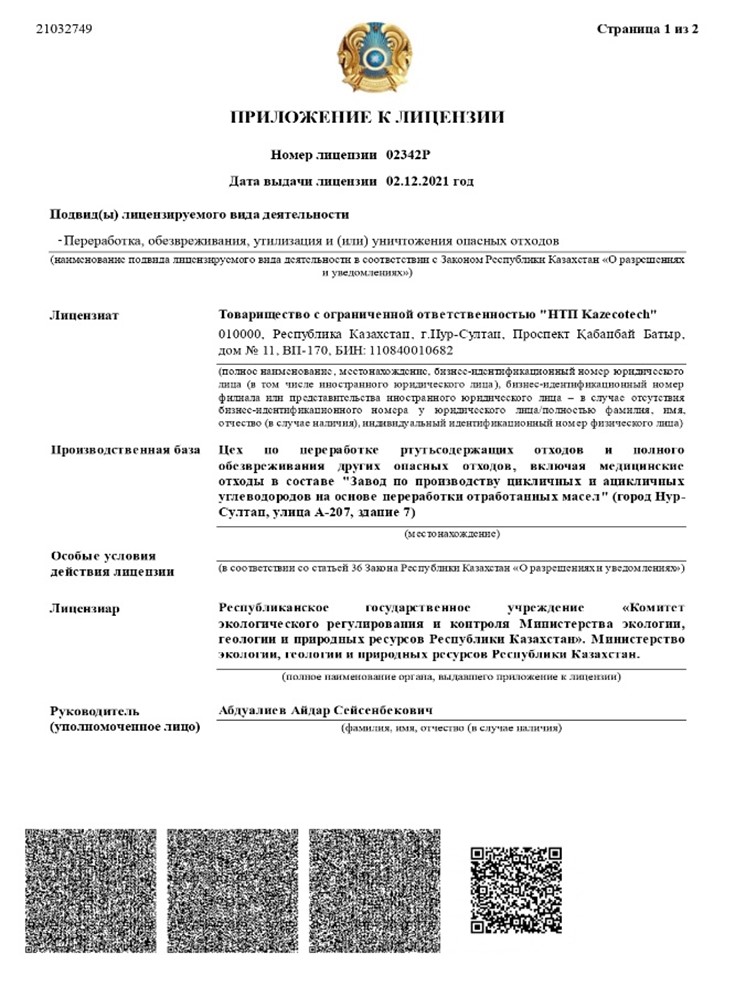 21032749
Страница 1 из 2
ПРИЛОЖЕНИЕ К ЛИЦЕНЗИИ
Номер лицензии 02342Р
Дата выдачи лицензии 02.12.2021 год
Подвид(ы) лицензируемого вида деятельности
- Переработка, обезвреживания, утилизация и (или) уничтожения опасных отходов
(наименование подвида лицензируемого вида деятельности в соответствии с Законом Республики Казахстан «О разрешениях
и уведомлениях»)
Лицензиат
Товарищество с ограниченной ответственностью "НТП Kazecotech"
010000, Республика Казахстан, г.Нур-Султан, Проспект Қабанбай Батыр,
дом № 11, ВП-170, БИН: 110840010682
(полное наименование, местонахождение, бизнес-идентификационный номер юридического
лица (в том числе иностранного юридического лица), бизнес-идентификационный номер
филиала или представительства иностранного юридического лица – в случае отсутствия
бизнес-идентификационного номера у юридического лица/полностью фамилия, имя,
отчество (в случае наличия), индивидуальный идентификационный номер физического лица)
Производственная база
Цех по переработке ртутьсодержащих отходов и полного
обезвреживания других опасных отходов, включая медицинские
отходы в составе "Завод по производству цикличных и ацикличных
углеводородов на основе переработки отработанных масел" (город Нур-
Султан, улица А-207, здание 7)
(местонахождение)
Особые условия
действия лицензии
(в соответствии со статьей 36 Закона Республики Казахстан «О разрешениях и уведомлениях»)
Лицензиар
Республиканское государственное учреждение «Комитет
экологического регулирования и контроля Министерства экологии,
геологии и природных ресурсов Республики Казахстан». Министерство
экологии, геологии и природных ресурсов Республики Казахстан.
(полное наименование органа, выдавшего приложение к лицензии)
Руководитель
(уполномоченное лицо)
Абдуалиев Айдар Сейсенбекович
(фамилия, имя, отчество (в случае наличия)